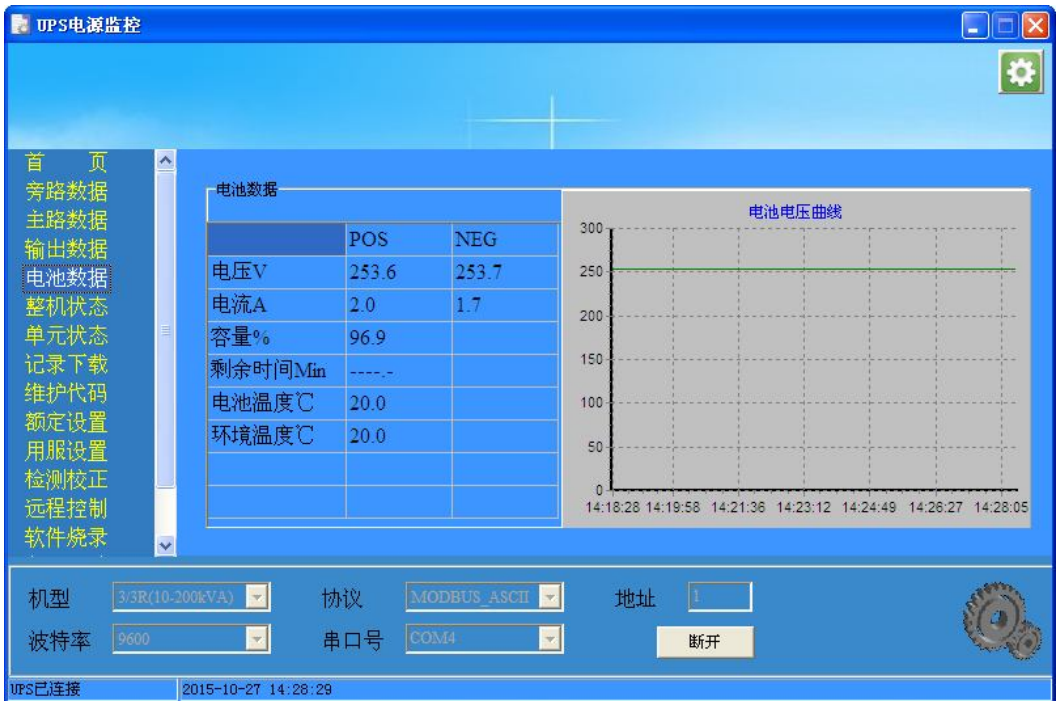 UPS电源监控
首 页
旁路数据
主路数据
输出数据
电池数据
整机状态
单元状态
记录下载
维护代码
额定设置
用服设置
检测校正
远程控制
软件烧录
电池数据
POS NEG
电压V 253.6 253.7
电流A 2.0 1.7
容量% 96.9
剩余时间Min ----.-
电池温度℃ 20.0
环境温度℃ 20.0
电池电压曲线
300
250
200
150
100
50
0
14:18:28 14:19:58 14:21:36 14:23:12 14:24:49 14:26:27 14:28:05
机型 3/3R(10-200kVA) 协议 MODBUS_ASCII 地址 1
波特率 9600 串口号 COM4 断开
UPS已连接 2015-10-27 14:28:29